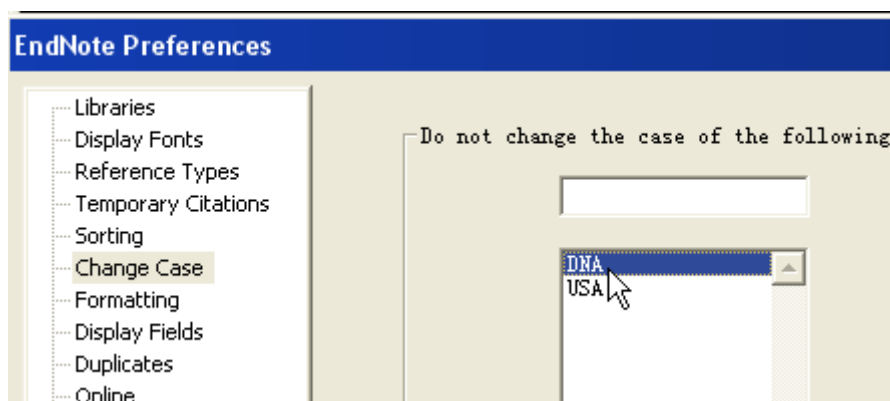 EndNote Preferences
Libraries
Display Fonts
Reference Types
Temporary Citations
Sorting
Change Case
Formatting
Display Fields
Duplicates
Online
Do not change the case of the following
DNA
USA